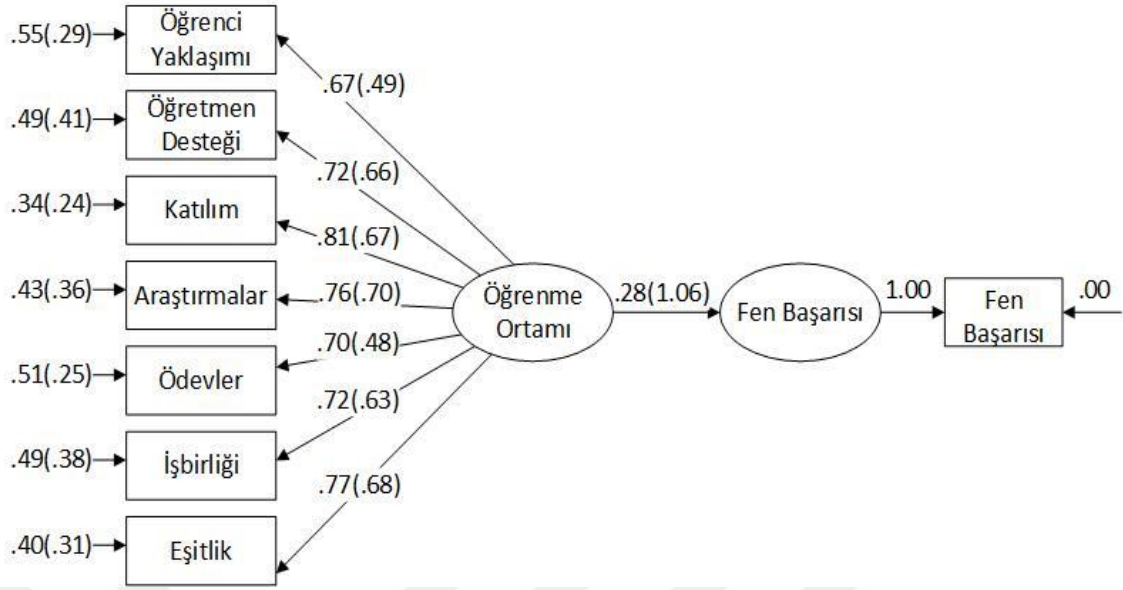 .55(.29)
Öğrenci
Yaklaşımı
.67(.49)
.49(.41)
Öğretmen
Desteği
.72(.66)
.34(.24)
Katılım
.81(.67)
.43(.36)
Araştırmalar
.76(.70)
Öğrenme
Ortamı
.28(1.06)
Fen Başarısı
1.00
Fen
Başarısı
.00
.51(.25)
Ödevler
.70(.48)
.49(.38)
İşbirliği
.72(.63)
.40(.31)
Eşitlik
.77(.68)